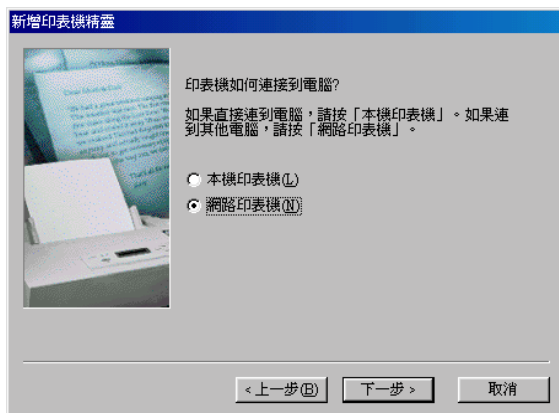 新增印表機精靈
印表機如何連接到電腦?
如果直接連到電腦，請按「本機印表機」。如果連
到其他電腦，請按「網路印表機」。
本機印表機(L)
網路印表機(N)
<上一步(B)
下一步>
取消